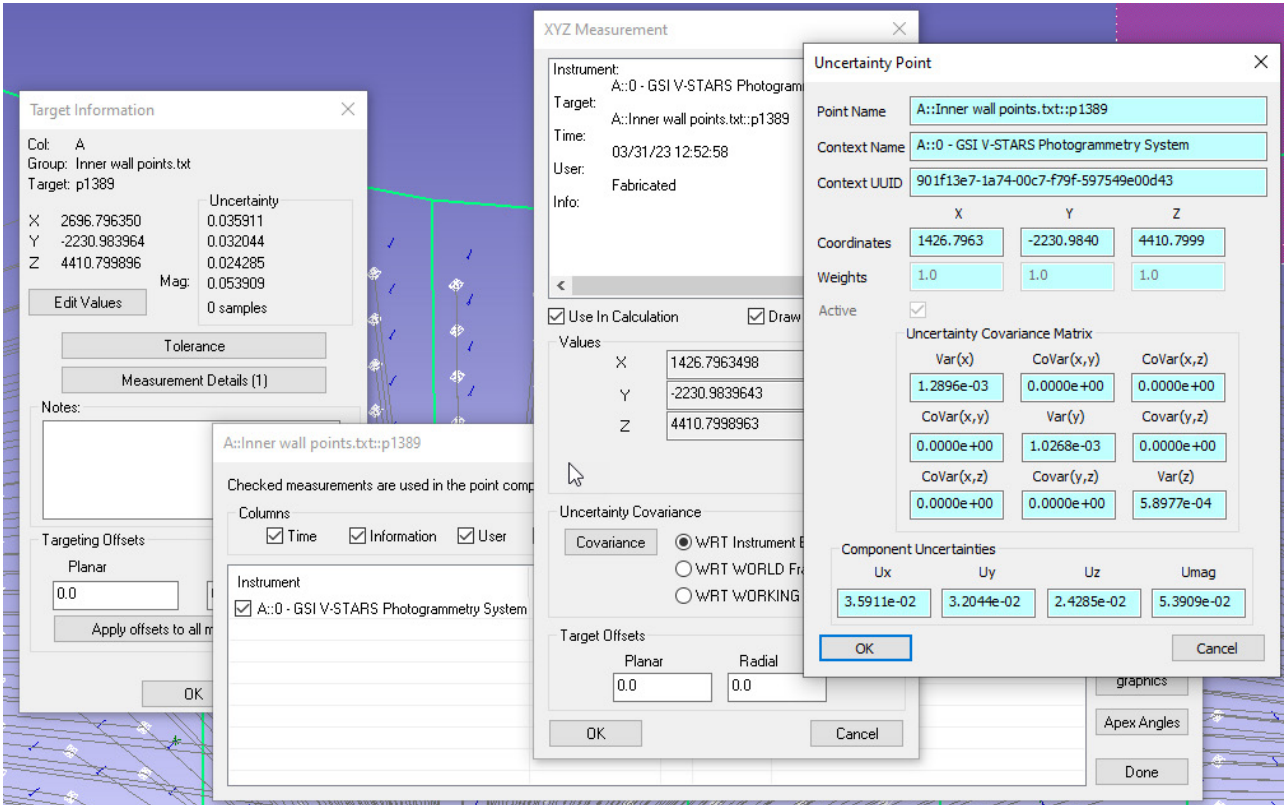 Target Information
Col: A
Group: Inner wall points.txt
Target: p1389
Uncertainty
X 2696.796350 0.035911
Y -2230.983964 0.032044
Z 4410.799896 0.024285
Mag: 0.053909
0 samples
Edit Values
Tolerance
Measurement Details (1)
Notes:
Targeting Offsets
Planar
0.0
Apply offsets to all m
OK
A::Inner wall points.txt::p1389
Checked measurements are used in the point comp
Columns
Time Information User
Instrument
A::0 - GSI V-STARS Photogrammetry System
graphics
Apex Angles
Done
XYZ Measurement
Instrument:
A::0 - GSI V-STARS Photogram
Target:
A::Inner wall points.txt::p1389
Time:
03/31/23 12:52:58
User:
Fabricated
Info:
Use In Calculation Draw
Values
X 1426.7963498
Y -2230.9839643
Z 4410.7998963
Uncertainty Covariance
Covariance
WRT Instrument B
WRT WORLD Fra
WRT WORKING
Target Offsets
Planar Radial
0.0 0.0
OK Cancel
Uncertainty Point
Point Name A::Inner wall points.txt::p1389
Context Name A::0 - GSI V-STARS Photogrammetry System
Context UUID 901f13e7-1a74-00c7-f79f-597549e00d43
X Y Z
Coordinates 1426.7963 -2230.9840 4410.7999
Weights 1.0 1.0 1.0
Active
Uncertainty Covariance Matrix
Var(x) CoVar(x,y) CoVar(x,z)
1.2896e-03 0.0000e+00 0.0000e+00
CoVar(x,y) Var(y) Covar(y,z)
0.0000e+00 1.0268e-03 0.0000e+00
CoVar(x,z) Covar(y,z) Var(z)
0.0000e+00 0.0000e+00 5.8977e-04
Component Uncertainties
Ux Uy Uz Umag
3.5911e-02 3.2044e-02 2.4285e-02 5.3909e-02
OK Cancel